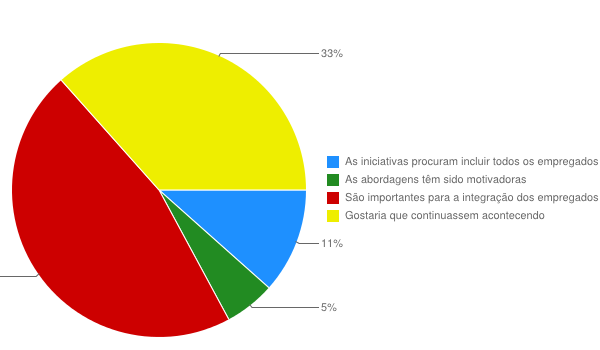 33%
As iniciativas procuram incluir todos os empregados
As abordagens têm sido motivadoras
São importantes para a integração dos empregados
Gostaria que continuassem acontecendo
11%
5%